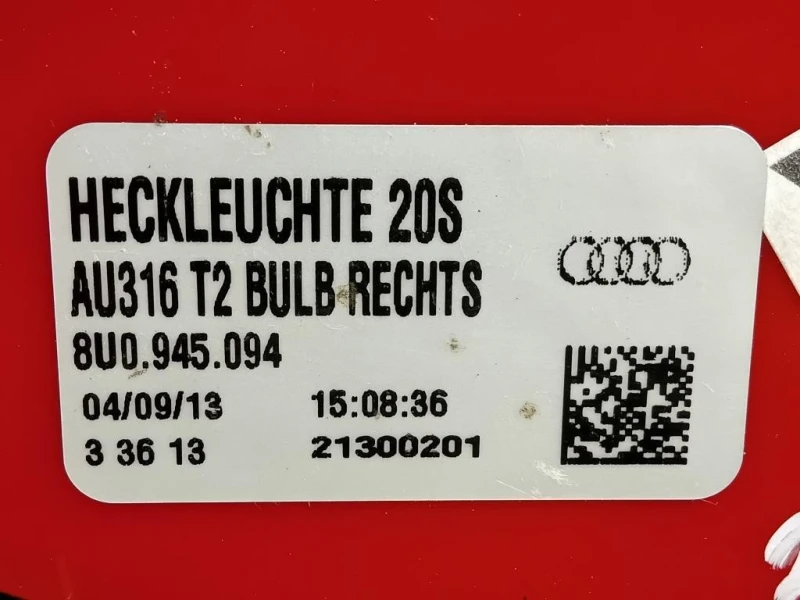 HECKLEUCHTE 20S
AU316 T2 BULB RECHTS
8U0.945.094
04/09/13 15:08:36
3 36 13 21300201